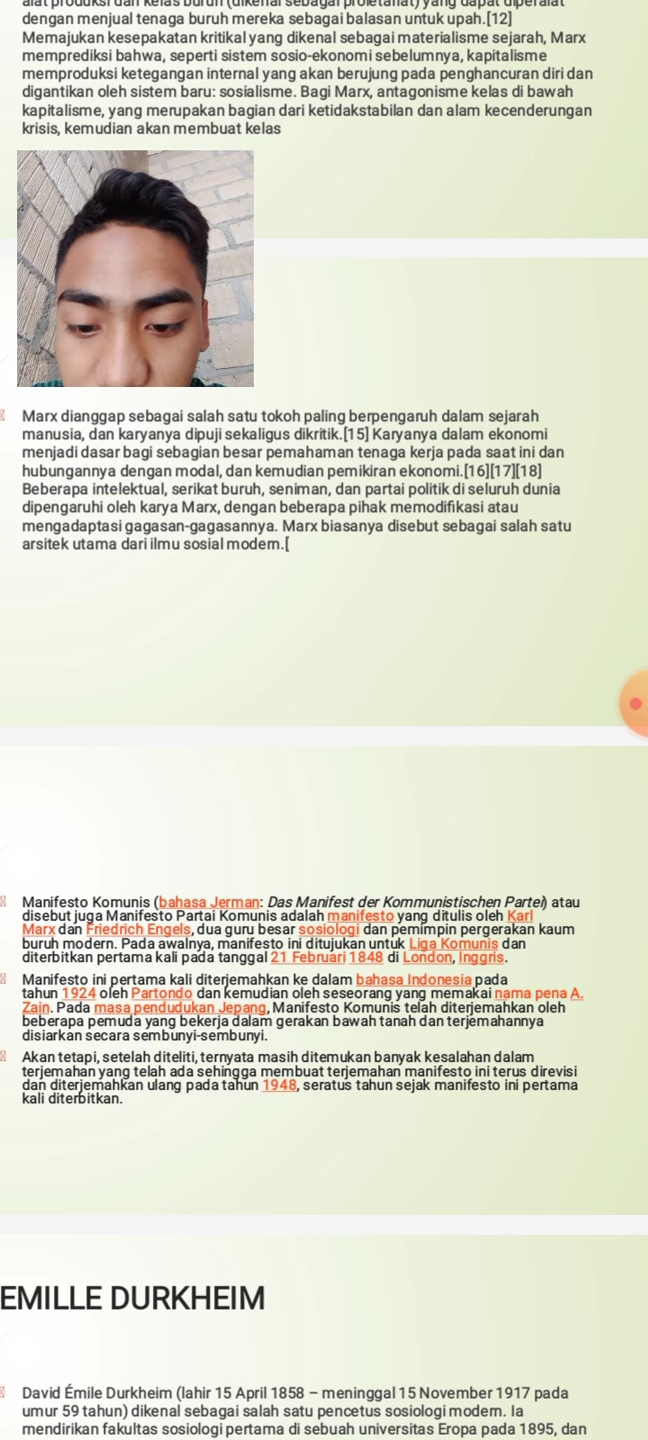 alat produksi dan kelas buruh (dikenal sebagai proletariat) yang dapat diperalat
dengan menjual tenaga buruh mereka sebagai balasan untuk upah.[12]
Memajukan kesepakatan kritikal yang dikenal sebagai materialisme sejarah, Marx
memprediksi bahwa, seperti sistem sosio-ekonomi sebelumnya, kapitalisme
memproduksi ketegangan internal yang akan berujung pada penghancuran diri dan
digantikan oleh sistem baru: sosialisme. Bagi Marx, antagonisme kelas di bawah
kapitalisme, yang merupakan bagian dari ketidakstabilan dan alam kecenderungan
krisis, kemudian akan membuat kelas
Marx dianggap sebagai salah satu tokoh paling berpengaruh dalam sejarah
manusia, dan karyanya dipuji sekaligus dikritik.[15] Karyanya dalam ekonomi
menjadi dasar bagi sebagian besar pemahaman tenaga kerja pada saat ini dan
hubungannya dengan modal, dan kemudian pemikiran ekonomi.[16][17][18]
Beberapa intelektual, serikat buruh, seniman, dan partai politik di seluruh dunia
dipengaruhi oleh karya Marx, dengan beberapa pihak memodifikasi atau
mengadaptasi gagasan-gagasannya. Marx biasanya disebut sebagai salah satu
arsitek utama dari ilmu sosial modern.[
Manifesto Komunis (bahasa Jerman: Das Manifest der Kommunistischen Partei) atau
disebut juga Manifesto Partai Komunis adalah manifesto yang ditulis oleh Karl
Marx dan Friedrich Engels, dua guru besar sosiologi dan pemimpin pergerakan kaum
buruh modern. Pada awalnya, manifesto ini ditujukan untuk Liga Komunis dan
diterbitkan pertama kali pada tanggal 21 Februari 1848 di London, Inggris.
Manifesto ini pertama kali diterjemahkan ke dalam bahasa Indonesia pada
tahun 1924 oleh Partondo dan kemudian oleh seseorang yang memakai nama pena A.
Zain. Pada masa pendudukan Jepang, Manifesto Komunis telah diterjemahkan oleh
beberapa pemuda yang bekerja dalam gerakan bawah tanah dan terjemahannya
disiarkan secara sembunyi-sembunyi.
Akan tetapi, setelah diteliti, ternyata masih ditemukan banyak kesalahan dalam
terjemahan yang telah ada sehingga membuat terjemahan manifesto ini terus direvisi
dan diterjemahkan ulang pada tahun 1948, seratus tahun sejak manifesto ini pertama
kali diterbitkan.
EMILLE DURKHEIM
David Émile Durkheim (lahir 15 April 1858 – meninggal 15 November 1917 pada
umur 59 tahun) dikenal sebagai salah satu pencetus sosiologi modern. Ia
mendirikan fakultas sosiologi pertama di sebuah universitas Eropa pada 1895, dan